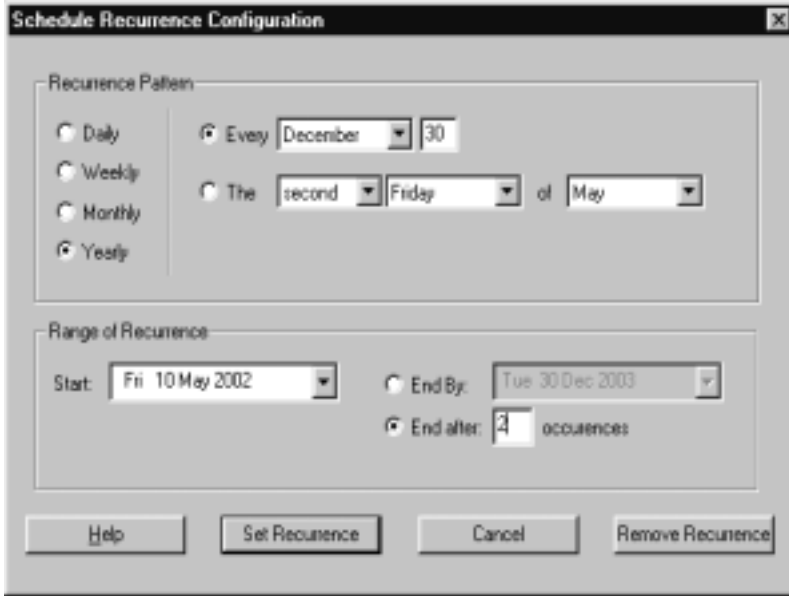 Schedule Recurrence Configuration
Recurrence Pattern
Daily
Every December 30
Weekly
The second Friday of May
Monthly
Yearly
Range of Recurrence
Start: Fri 10 May 2002
End By: Tue 30 Dec 2003
End after: 2 occurences
Help Set Recurrence Cancel Remove Recurrence